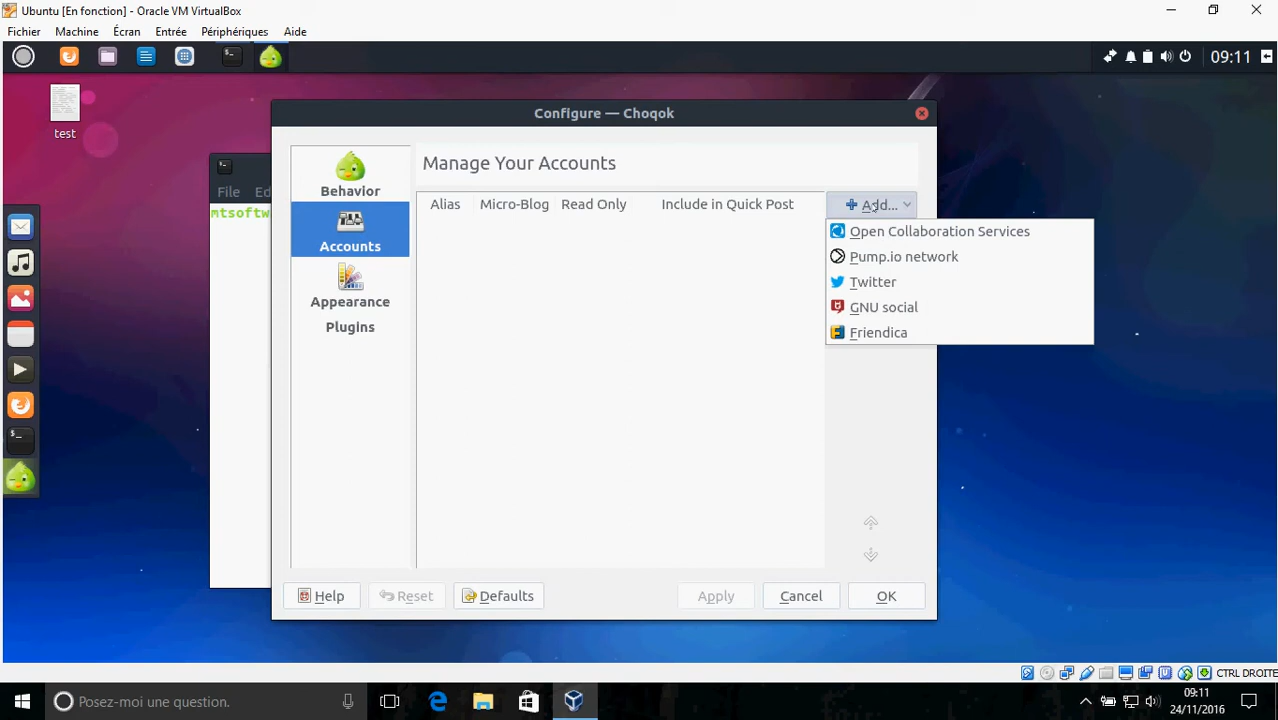 Ubuntu [En fonction] - Oracle VM VirtualBox
Fichier Machine Écran Entrée Périphériques Aide
09:11
test
Configure — Choqok
File Ed
mtsoftw
Behavior
Accounts
Appearance
Plugins
Manage Your Accounts
Alias Micro-Blog Read Only Include in Quick Post
Add...
Open Collaboration Services
Pump.io network
Twitter
GNU social
Friendica
Help Reset Defaults Apply Cancel OK
CTRL DROITE
Posez-moi une question.
09:11
24/11/2016